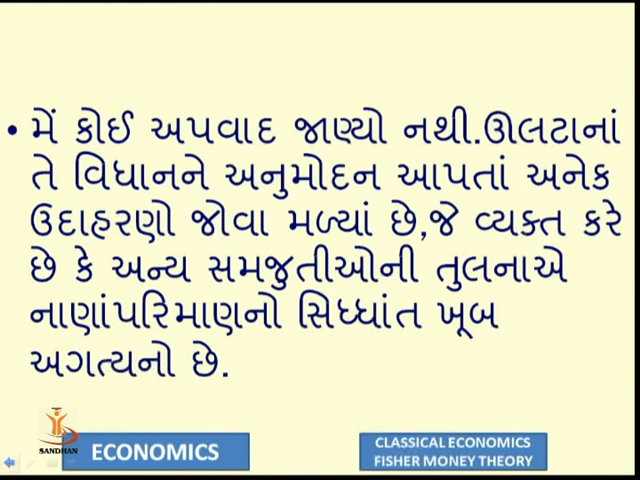 • મેં કોઈ અપવાદ જાણ્યો નથી.ઊલટાનાં
તે વિધાનને અનુમોદન આપતાં અનેક
ઉદાહરણો જોવા મળ્યાં છે,જે વ્યક્ત કરે
છે કે અન્ય સમજુતીઓની તુલનાએ
નાણાંપરિમાણનો સિધ્ધાંત ખૂબ
અગત્યનો છે.
SANDHAN
ECONOMICS
CLASSICAL ECONOMICS
FISHER MONEY THEORY